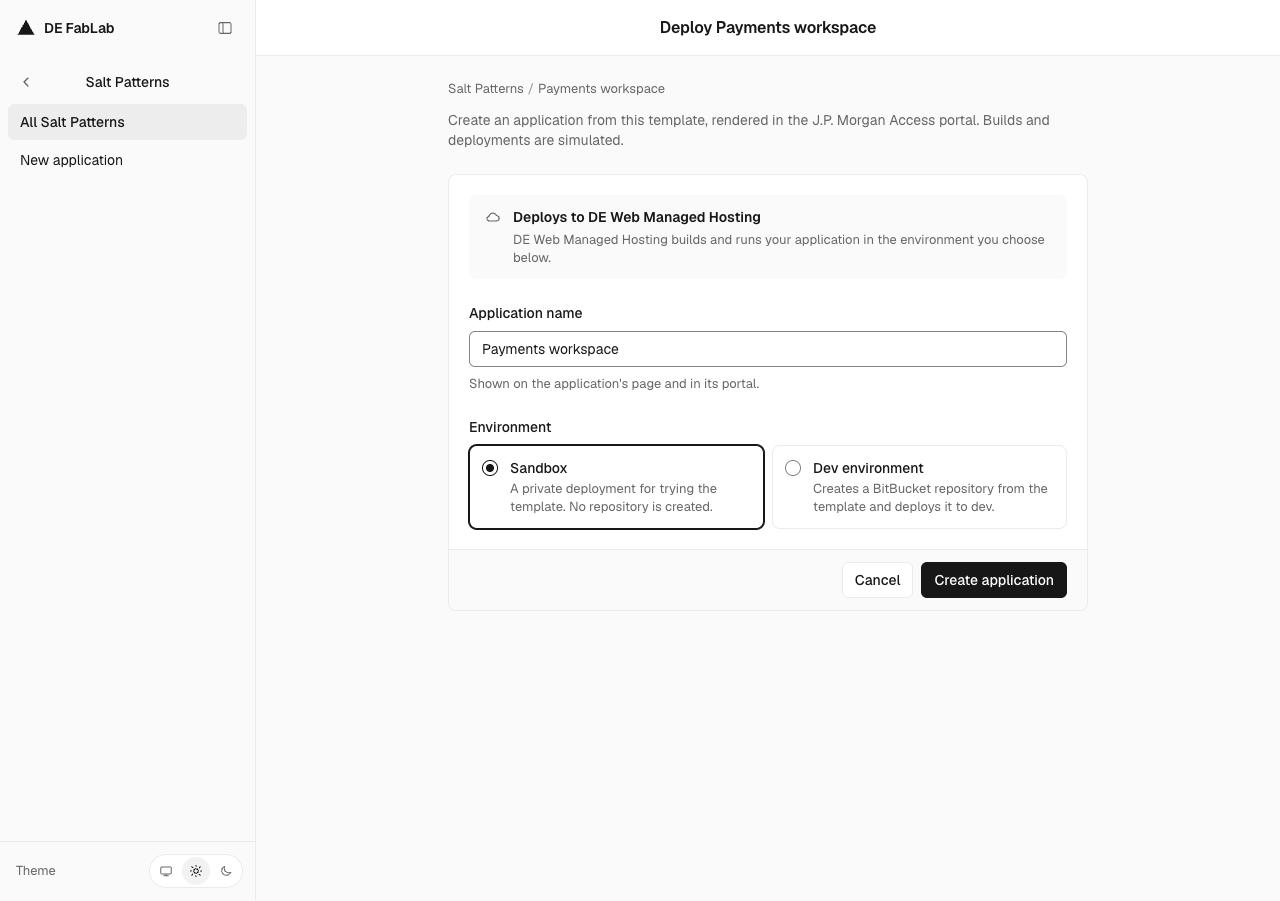 DE FabLab
Salt Patterns
All Salt Patterns
New application
Theme
Deploy Payments workspace
Salt Patterns / Payments workspace
Create an application from this template, rendered in the J.P. Morgan Access portal. Builds and
deployments are simulated.
Deploys to DE Web Managed Hosting
DE Web Managed Hosting builds and runs your application in the environment you choose
below.
Application name
Payments workspace
Shown on the application's page and in its portal.
Environment
Sandbox
A private deployment for trying the
template. No repository is created.
Dev environment
Creates a BitBucket repository from the
template and deploys it to dev.
Cancel
Create application